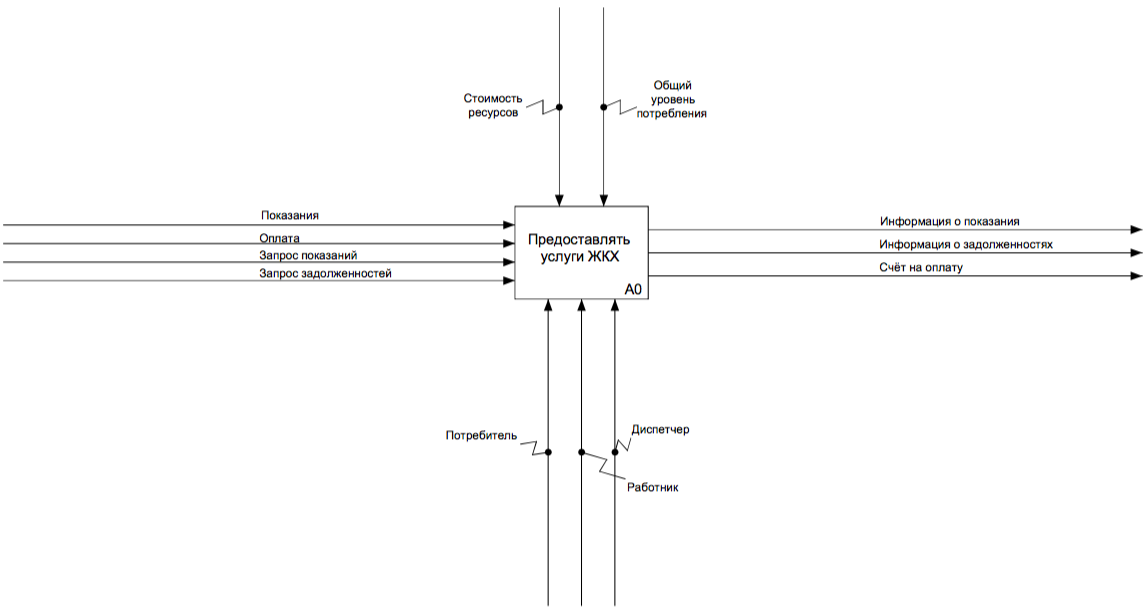 Стоимость
ресурсов
Общий
уровень
потребления
Показания
Оплата
Запрос показаний
Запрос задолженностей
Предоставлять
услуги ЖКХ
A0
Информация о показания
Информация о задолженностях
Счёт на оплату
Потребитель
Диспетчер
Работник